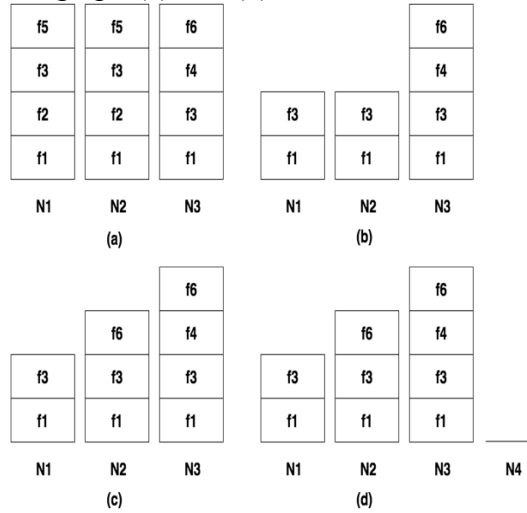 f5 f5 f6 f6
f3 f3 f4 f4
f2 f2 f3 f3 f3 f3
f1 f1 f1 f1 f1 f1
N1 N2 N3 N1 N2 N3
(a) (b)
f6 f6
f6 f4 f6 f4
f3 f3 f3 f3 f3 f3
f1 f1 f1 f1 f1 f1
N1 N2 N3 N1 N2 N3 N4
(c) (d)